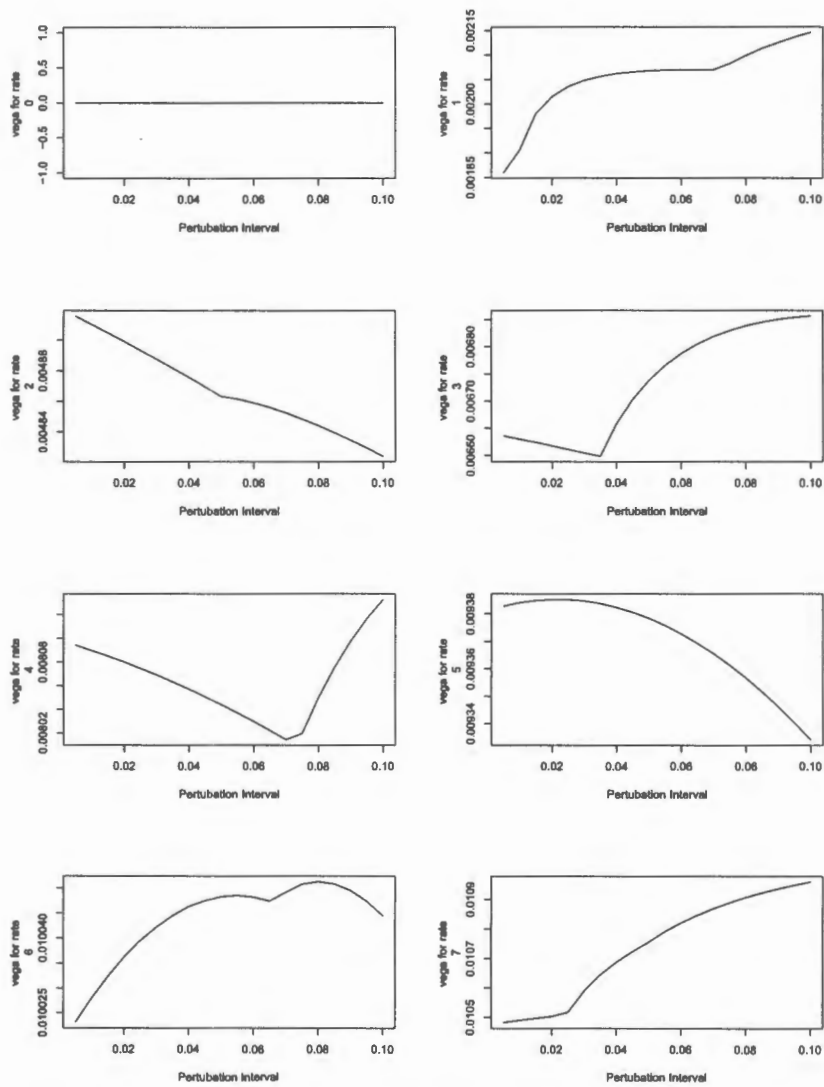 vega for rate
0
-1.0 -0.5 0.0 0.5 1.0
0.02 0.04 0.06 0.08 0.10
Pertubation Interval
vega for rate
1
0.00185 0.00200 0.00215
0.02 0.04 0.06 0.08 0.10
Pertubation Interval
vega for rate
2
0.00484 0.00488
0.02 0.04 0.06 0.08 0.10
Pertubation Interval
vega for rate
3
0.00660 0.00670 0.00680
0.02 0.04 0.06 0.08 0.10
Pertubation Interval
vega for rate
4
0.00802 0.00808
0.02 0.04 0.06 0.08 0.10
Pertubation Interval
vega for rate
5
0.00934 0.00936 0.00938
0.02 0.04 0.06 0.08 0.10
Pertubation Interval
vega for rate
6
0.010025 0.010040
0.02 0.04 0.06 0.08 0.10
Pertubation Interval
vega for rate
7
0.0105 0.0107 0.0109
0.02 0.04 0.06 0.08 0.10
Pertubation Interval